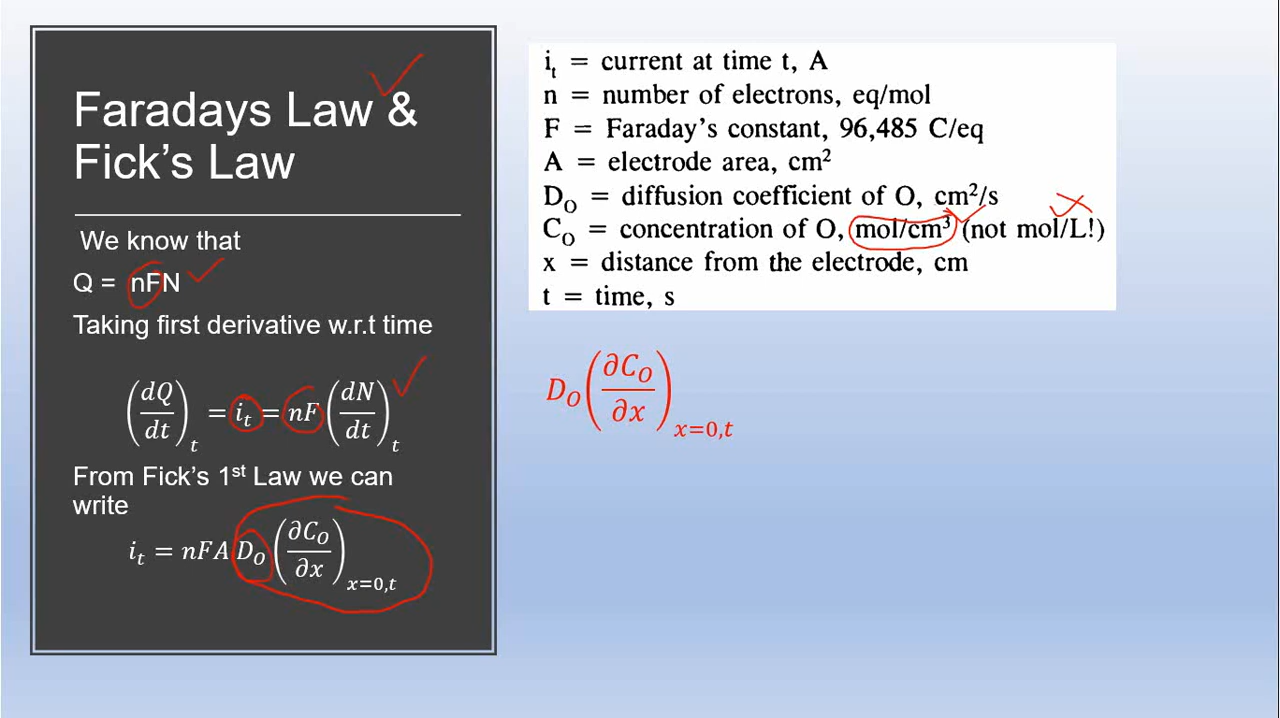 Faradays Law &
Fick's Law
We know that
Q = nFN
Taking first derivative w.r.t time
(dQ/dt)_t = i_t = nF (dN/dt)_t
From Fick's 1st Law we can
write
i_t = nFA D_O (∂C_O/∂x)_{x=0,t}
i_t = current at time t, A
n = number of electrons, eq/mol
F = Faraday's constant, 96,485 C/eq
A = electrode area, cm²
D_O = diffusion coefficient of O, cm²/s
C_O = concentration of O, mol/cm³ (not mol/L!)
x = distance from the electrode, cm
t = time, s
D_O (∂C_O/∂x)_{x=0,t}